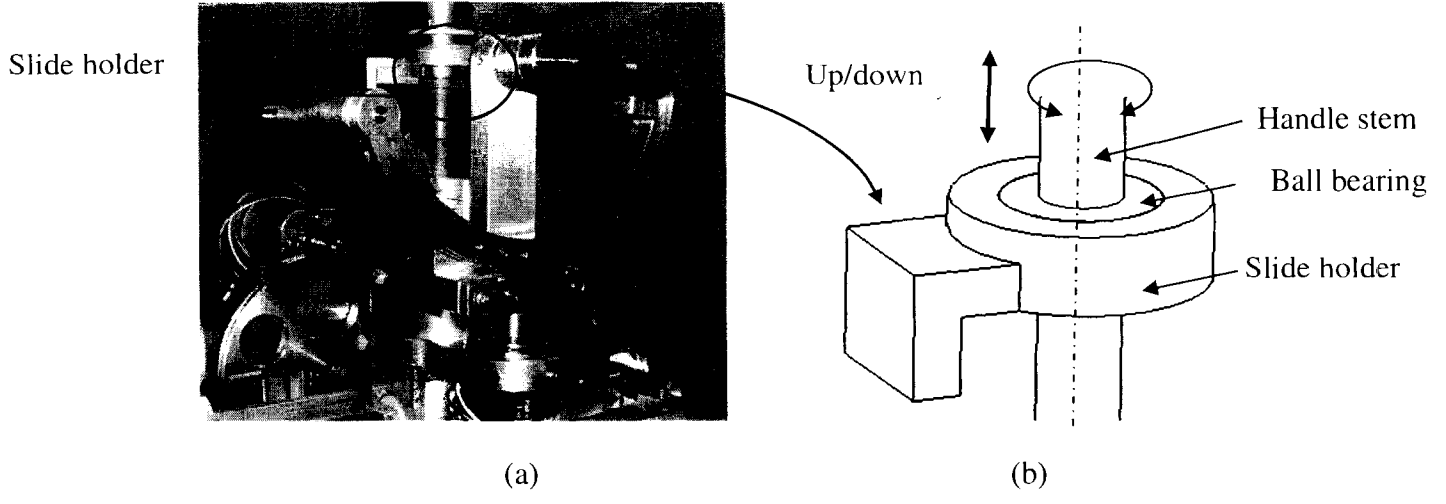 Slide holder
Up/down
Handle stem
Ball bearing
Slide holder
(a)
(b)